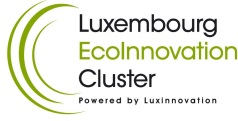 Luxembourg
EcoInnovation
Cluster
Powered by Luxinnovation